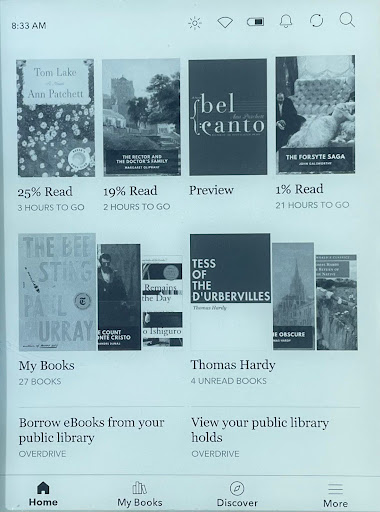 8:33 AM
Tom Lake
Ann Patchett
THE RECTOR AND
THE DOCTOR'S FAMILY
MARGARET OLIPHANT
bel
canto
Ann Patchett
THE FORSYTE SAGA
JOHN GALSWORTHY
25% Read
3 HOURS TO GO
19% Read
2 HOURS TO GO
Preview
1% Read
21 HOURS TO GO
THE BEE
STING
PAUL
MURRAY
COUNT
NTE CRISTO
Remains
the Day
o Ishiguro
TESS
OF
THE
D'URBERVILLES
Thomas Hardy
HE OBSCURE
My Books
27 BOOKS
Thomas Hardy
4 UNREAD BOOKS
Borrow eBooks from your
public library
OVERDRIVE
View your public library
holds
OVERDRIVE
Home
My Books
Discover
More